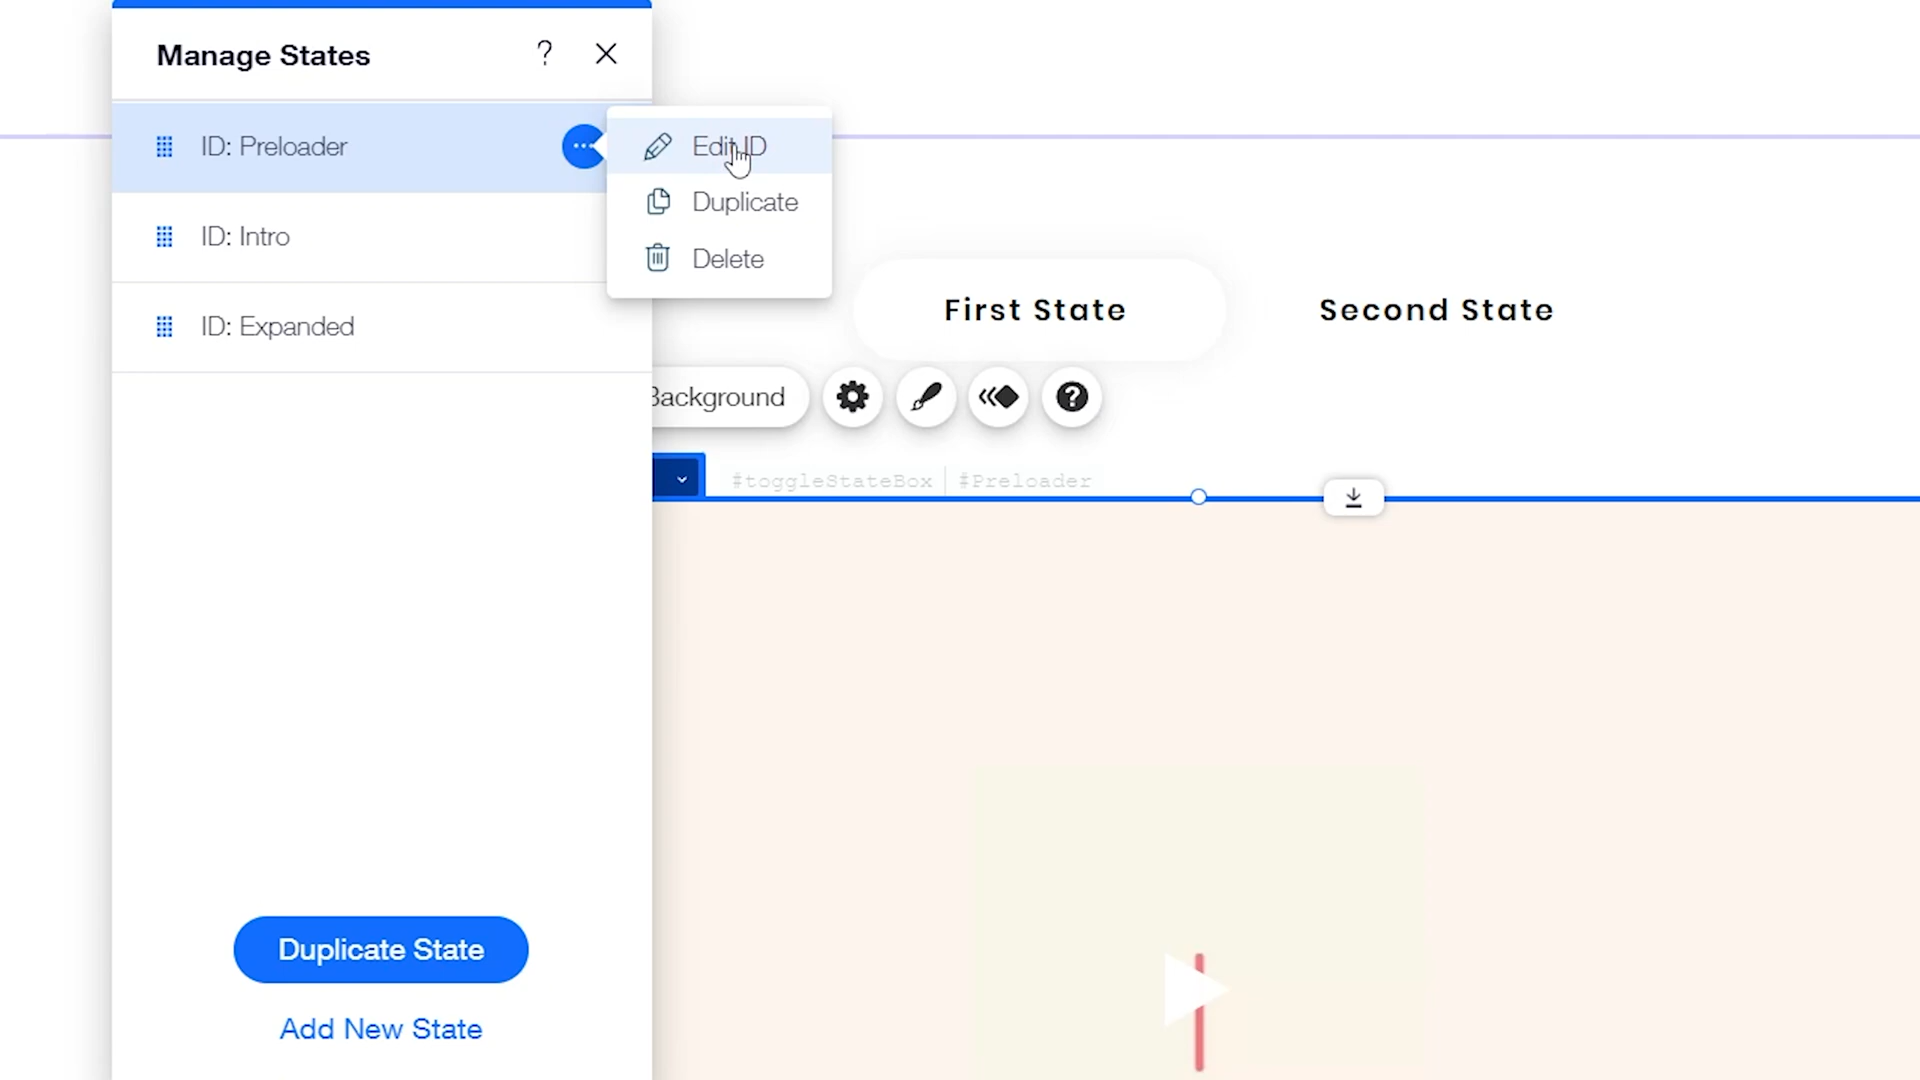 Manage States
?
ID: Preloader
Edit ID
Duplicate
Delete
ID: Intro
ID: Expanded
First State
Second State
Background
#toggleStateBox
#Preloader
Duplicate State
Add New State